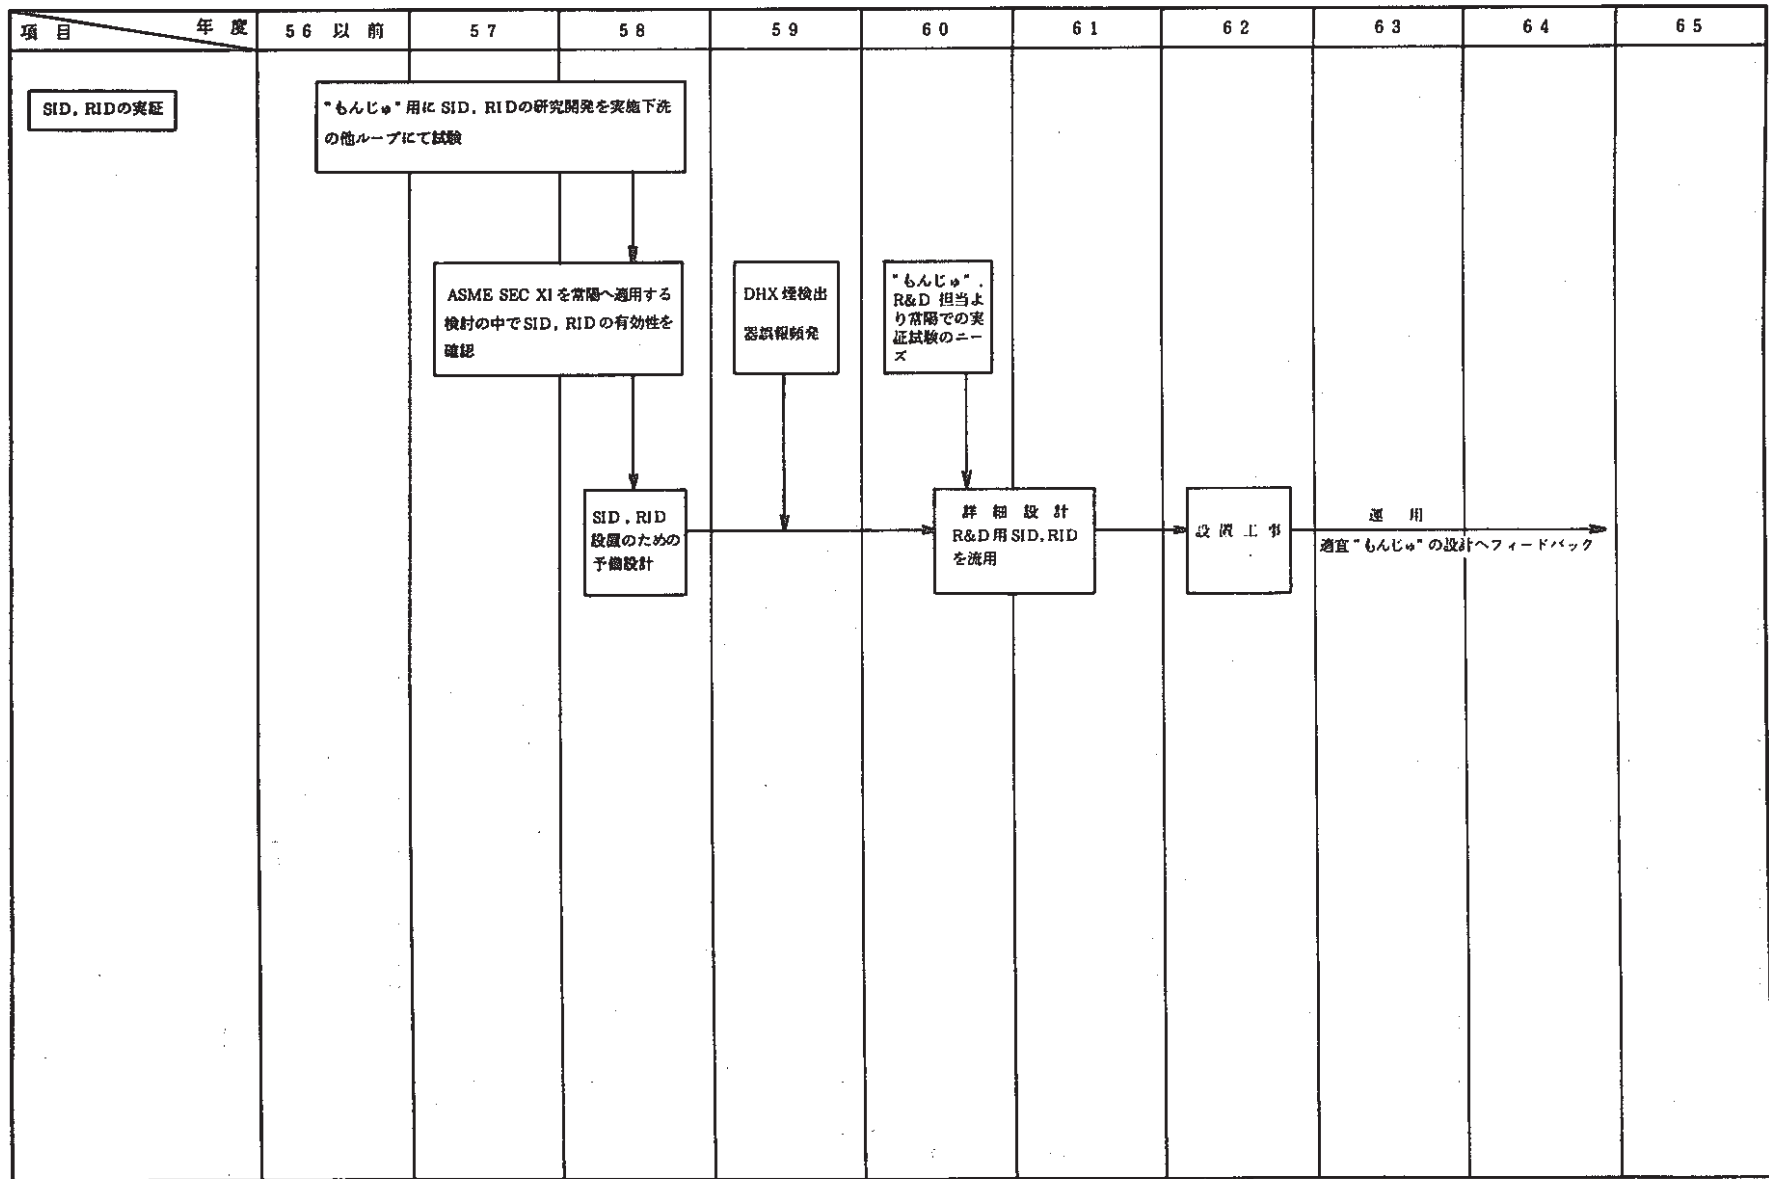 項目 年度 56以前 57 58 59 60 61 62 63 64 65
SID, RIDの実証
"もんじゅ"用にSID, RIDの研究開発を実施下洗
の他ループにて試験
ASME SEC XIを常陽へ適用する
検討の中でSID, RIDの有効性を
確認
DHX 煙検出
器誤報頻発
"もんじゅ",
R&D 担当よ
り常陽での実
証試験のニー
ズ
SID, RID
設置のための
予備設計
詳細設計
R&D用SID, RID
を流用
設置工事
運用
適宜"もんじゅ"の設計へフィードバック